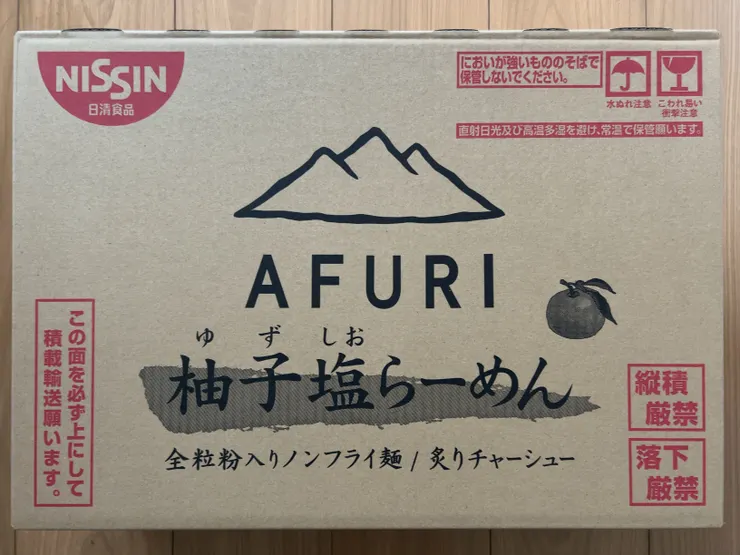 NISSIN
日清食品
においが強いもののそばで
保管しないでください。
水ぬれ注意
こわれ易い
衝撃注意
直射日光及び高温多湿を避け、常温で保管願います。
AFURI
ゆずしお
柚子塩らーめん
全粒粉入りノンフライ麺 / 炙りチャーシュー
この面を必ず上にして
積載輸送願います。
縦積
厳禁
落下
厳禁